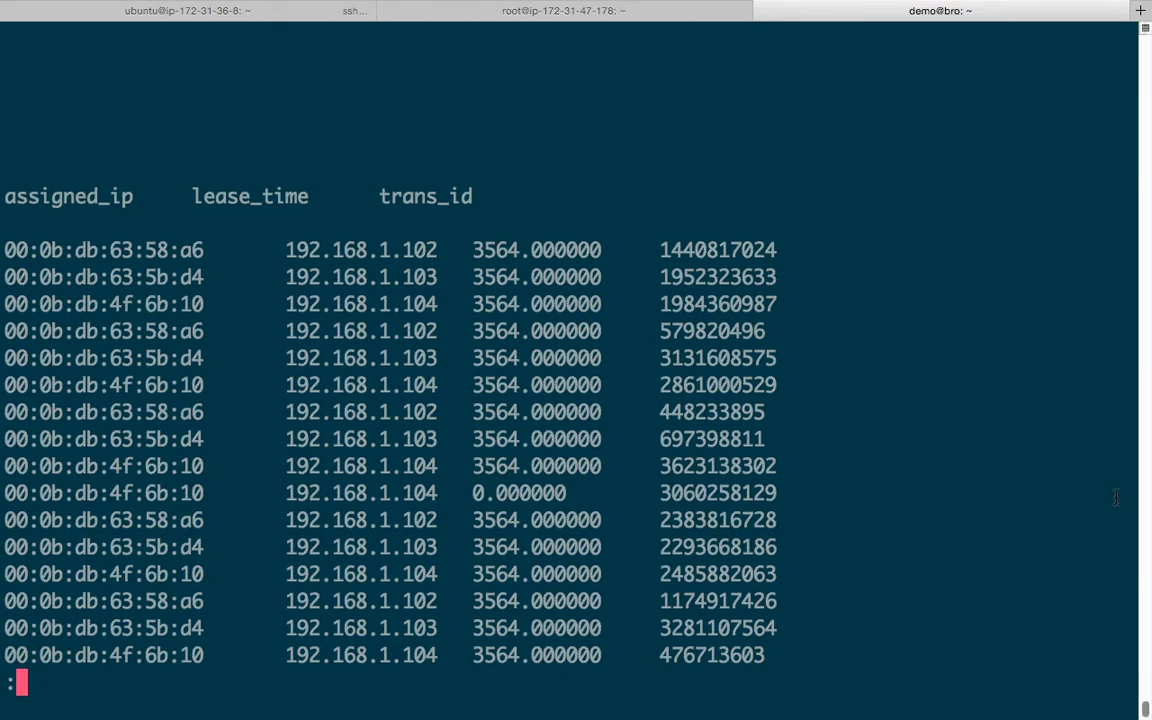 ubuntu@ip-172-31-36-8: ~ ssh... root@ip-172-31-47-178: ~ demo@bro: ~ +
assigned_ip lease_time trans_id
00:0b:db:63:58:a6 192.168.1.102 3564.000000 1440817024
00:0b:db:63:5b:d4 192.168.1.103 3564.000000 1952323633
00:0b:db:4f:6b:10 192.168.1.104 3564.000000 1984360987
00:0b:db:63:58:a6 192.168.1.102 3564.000000 579820496
00:0b:db:63:5b:d4 192.168.1.103 3564.000000 3131608575
00:0b:db:4f:6b:10 192.168.1.104 3564.000000 2861000529
00:0b:db:63:58:a6 192.168.1.102 3564.000000 448233895
00:0b:db:63:5b:d4 192.168.1.103 3564.000000 697398811
00:0b:db:4f:6b:10 192.168.1.104 3564.000000 3623138302
00:0b:db:4f:6b:10 192.168.1.104 0.000000 3060258129
00:0b:db:63:58:a6 192.168.1.102 3564.000000 2383816728
00:0b:db:63:5b:d4 192.168.1.103 3564.000000 2293668186
00:0b:db:4f:6b:10 192.168.1.104 3564.000000 2485882063
00:0b:db:63:58:a6 192.168.1.102 3564.000000 1174917426
00:0b:db:63:5b:d4 192.168.1.103 3564.000000 3281107564
00:0b:db:4f:6b:10 192.168.1.104 3564.000000 476713603
: